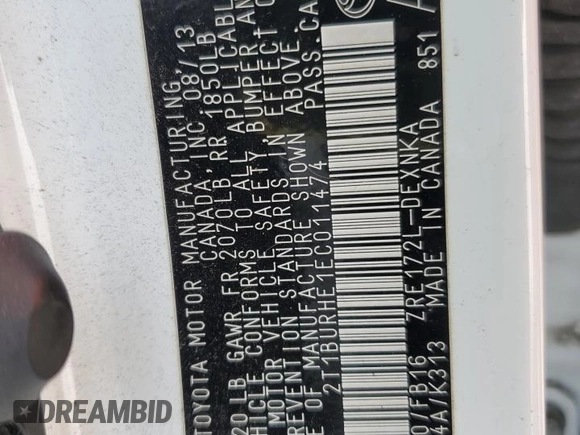 TOYOTA MOTOR MANUFACTURING
CANADA, INC 08/13
20 LB GAWR FR 2070LB RR 1850LB
CONFORMS TO ALL APPLICABL
MOTOR VEHICLE SAFETY, BUMPER AN
REVENTION STANDARDS IN EFFECT O
E OF MANUFACTURE SHOWN ABOVE
2T1BURHE1EC011474 PASS. CA
07/FB16 ZRE172L-DEXNKA
4A/K313 MADE IN CANADA 851
DREAMBID